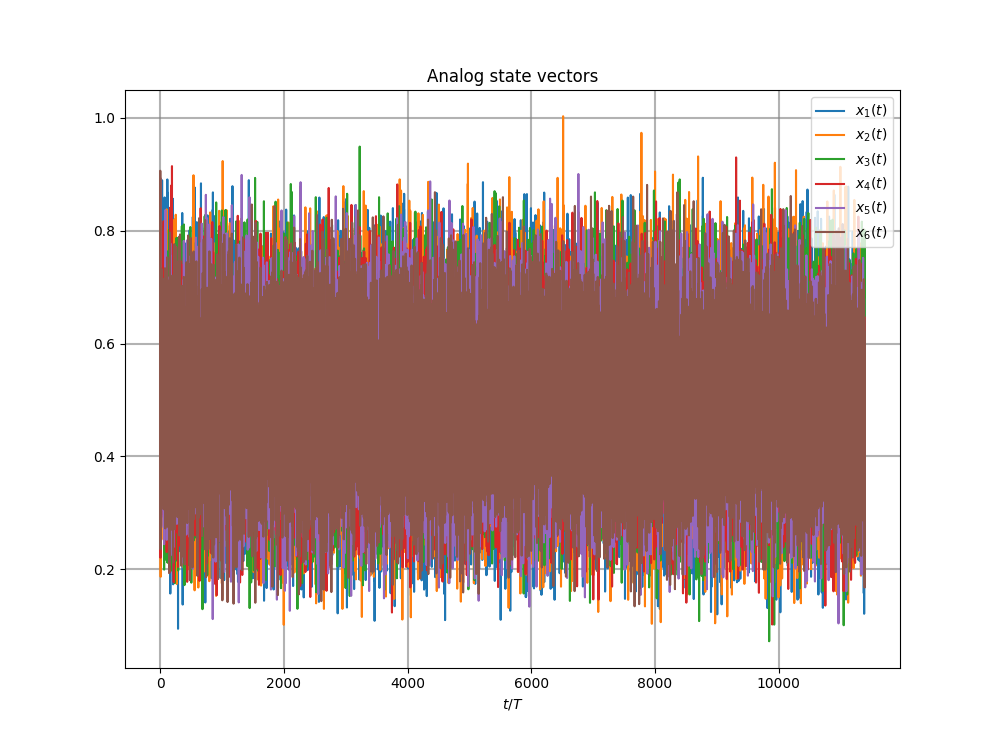 Analog state vectors
1.0
0.8
0.6
0.4
0.2
x₁(t)
x₂(t)
x₃(t)
x₄(t)
x₅(t)
x₆(t)
0 2000 4000 6000 8000 10000
t/T